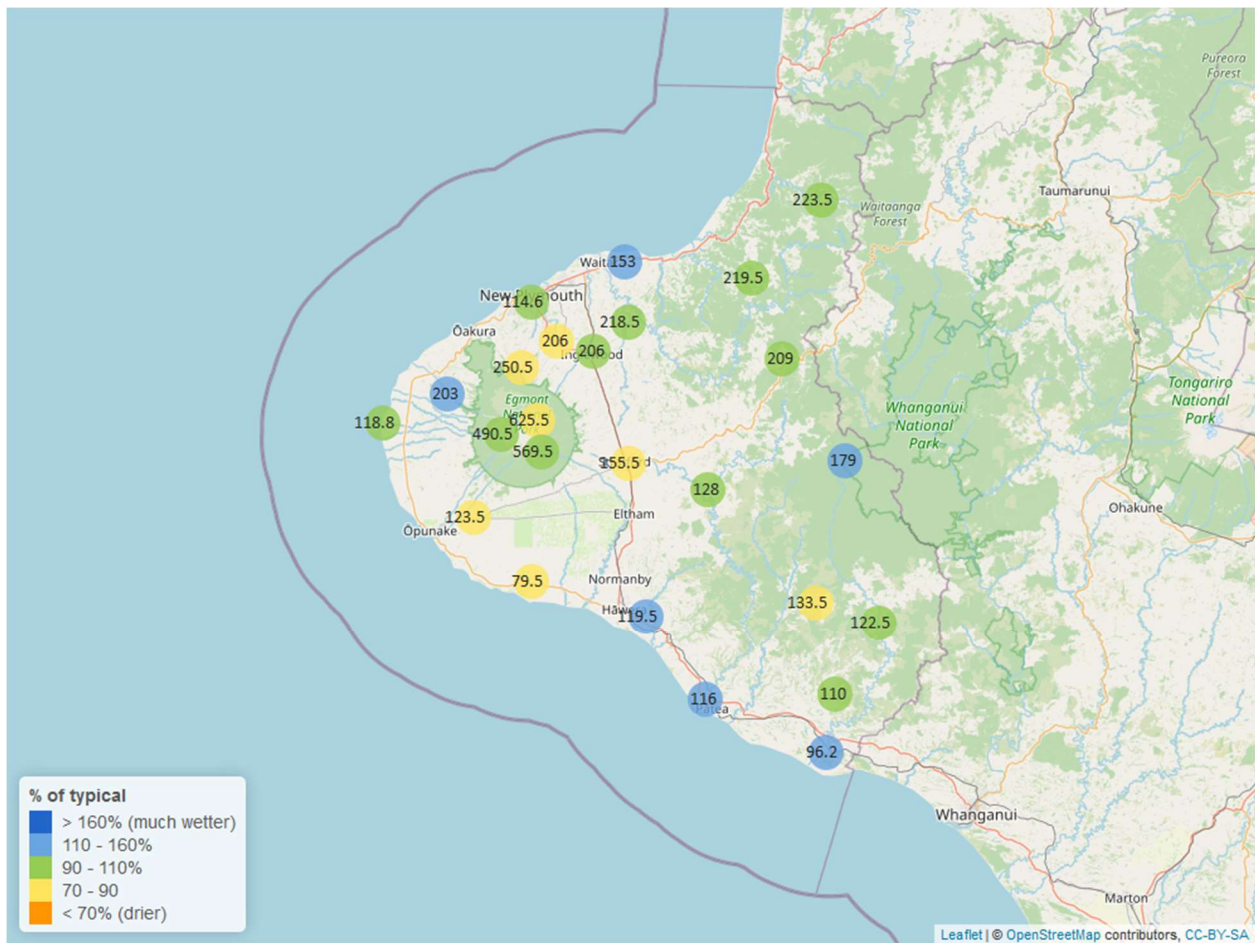 Pureora
Forest
Taumarunui
223.5
Waitaanga
Forest
Wait
153
219.5
New Plymouth
114.6
218.5
Ōakura
206
206
250.5
209
203
Egmont
118.8
625.5
490.5
569.5
Whanganui
National
Park
Tongariro
National
Park
155.5
179
128
Ohakune
123.5
Ōpunake
Eltham
79.5
Normanby
133.5
119.5
122.5
110
116
Patea
96.2
Whanganui
Marton
% of typical
> 160% (much wetter)
110 - 160%
90 - 110%
70 - 90
< 70% (drier)
Leaflet | © OpenStreetMap contributors, CC-BY-SA